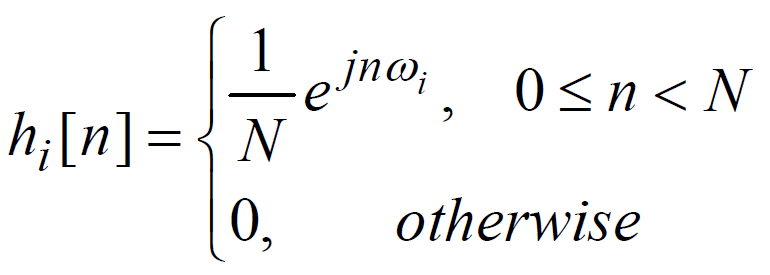 h_i[n] = { 1/N e^{jnω_i}, 0 ≤ n < N
0, otherwise